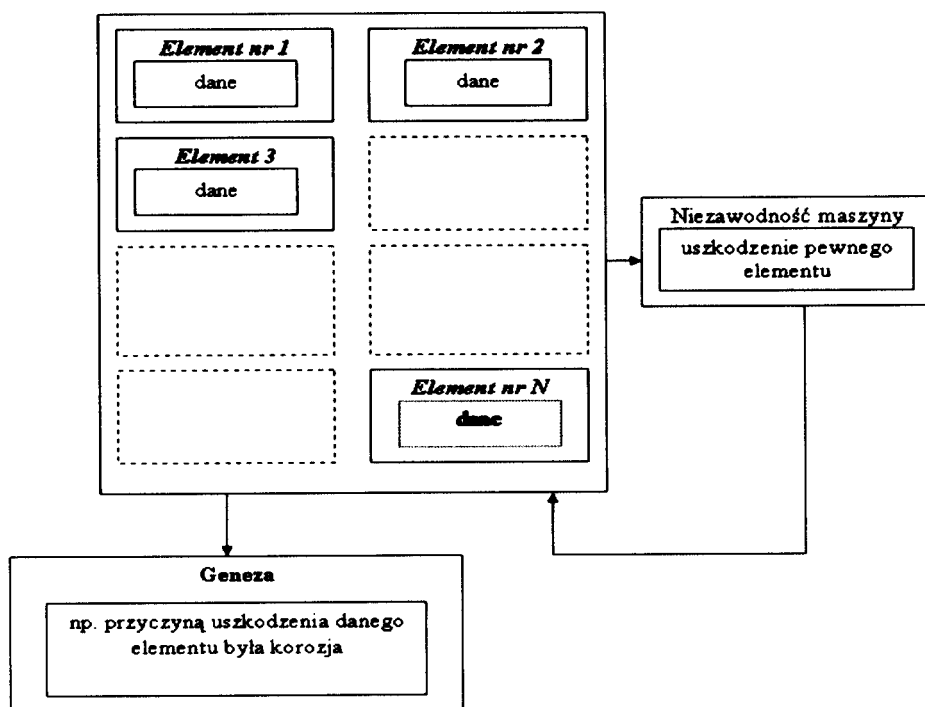 Element nr 1
dane
Element nr 2
dane
Element 3
dane
Niezawodność maszyny
uszkodzenie pewnego
elementu
Element nr N
dane
Geneza
np. przyczyną uszkodzenia danego
elementu była korozja